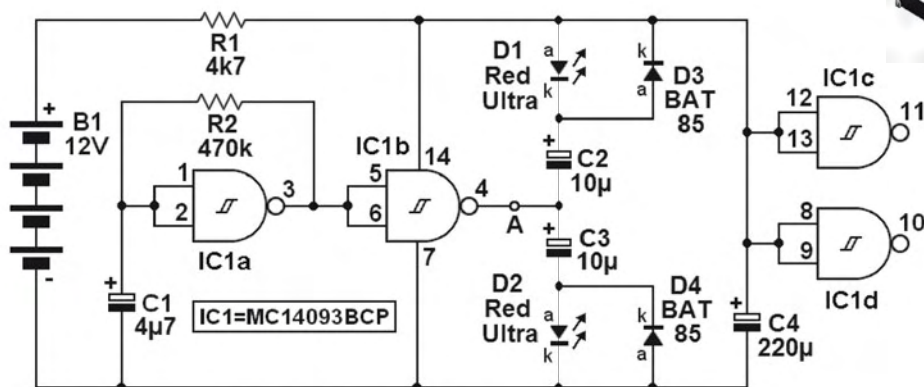 R1
4k7
B1
12V
+
-
R2
470k
1
2
3
IC1a
+
C1
4µ7
IC1=MC14093BCP
IC1b
14
5
6
4
7
A
D1
Red
Ultra
a
k
k
a
D3
BAT
85
+
C2
10µ
+
C3
10µ
D2
Red
Ultra
a
k
k
a
D4
BAT
85
IC1c
12
13
11
8
9
10
IC1d
+
C4
220µ